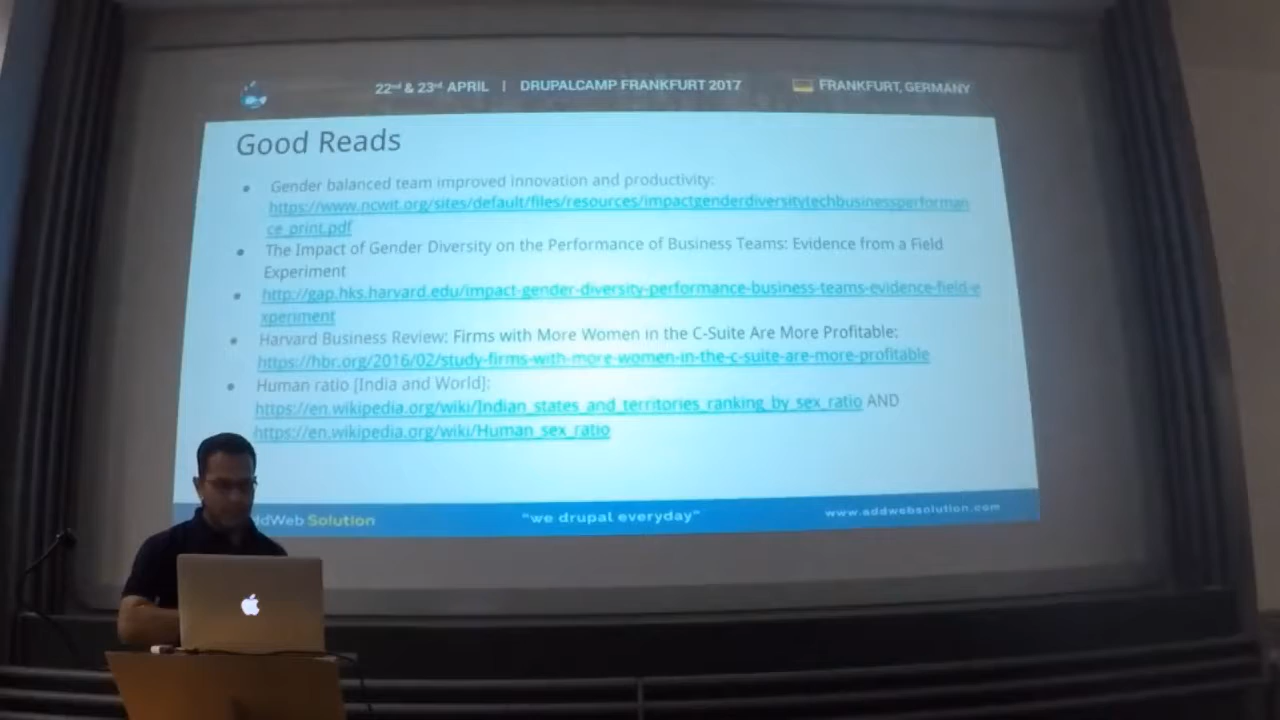 22nd & 23rd APRIL | DRUPALCAMP FRANKFURT 2017 FRANKFURT, GERMANY
Good Reads
• Gender balanced team improved innovation and productivity:
https://www.ncwit.org/sites/default/files/resources/impactgenderdiversitytechbusinessperforman
ce_print.pdf
• The Impact of Gender Diversity on the Performance of Business Teams: Evidence from a Field
Experiment
• http://gap.hks.harvard.edu/impact-gender-diversity-performance-business-teams-evidence-field-e
xperiment
• Harvard Business Review: Firms with More Women in the C-Suite Are More Profitable:
https://hbr.org/2016/02/study-firms-with-more-women-in-the-c-suite-are-more-profitable
• Human ratio [India and World]:
https://en.wikipedia.org/wiki/Indian_states_and_territories_ranking_by_sex_ratio AND
https://en.wikipedia.org/wiki/Human_sex_ratio
ddWeb Solution "we drupal everyday" www.addwebsolution.com